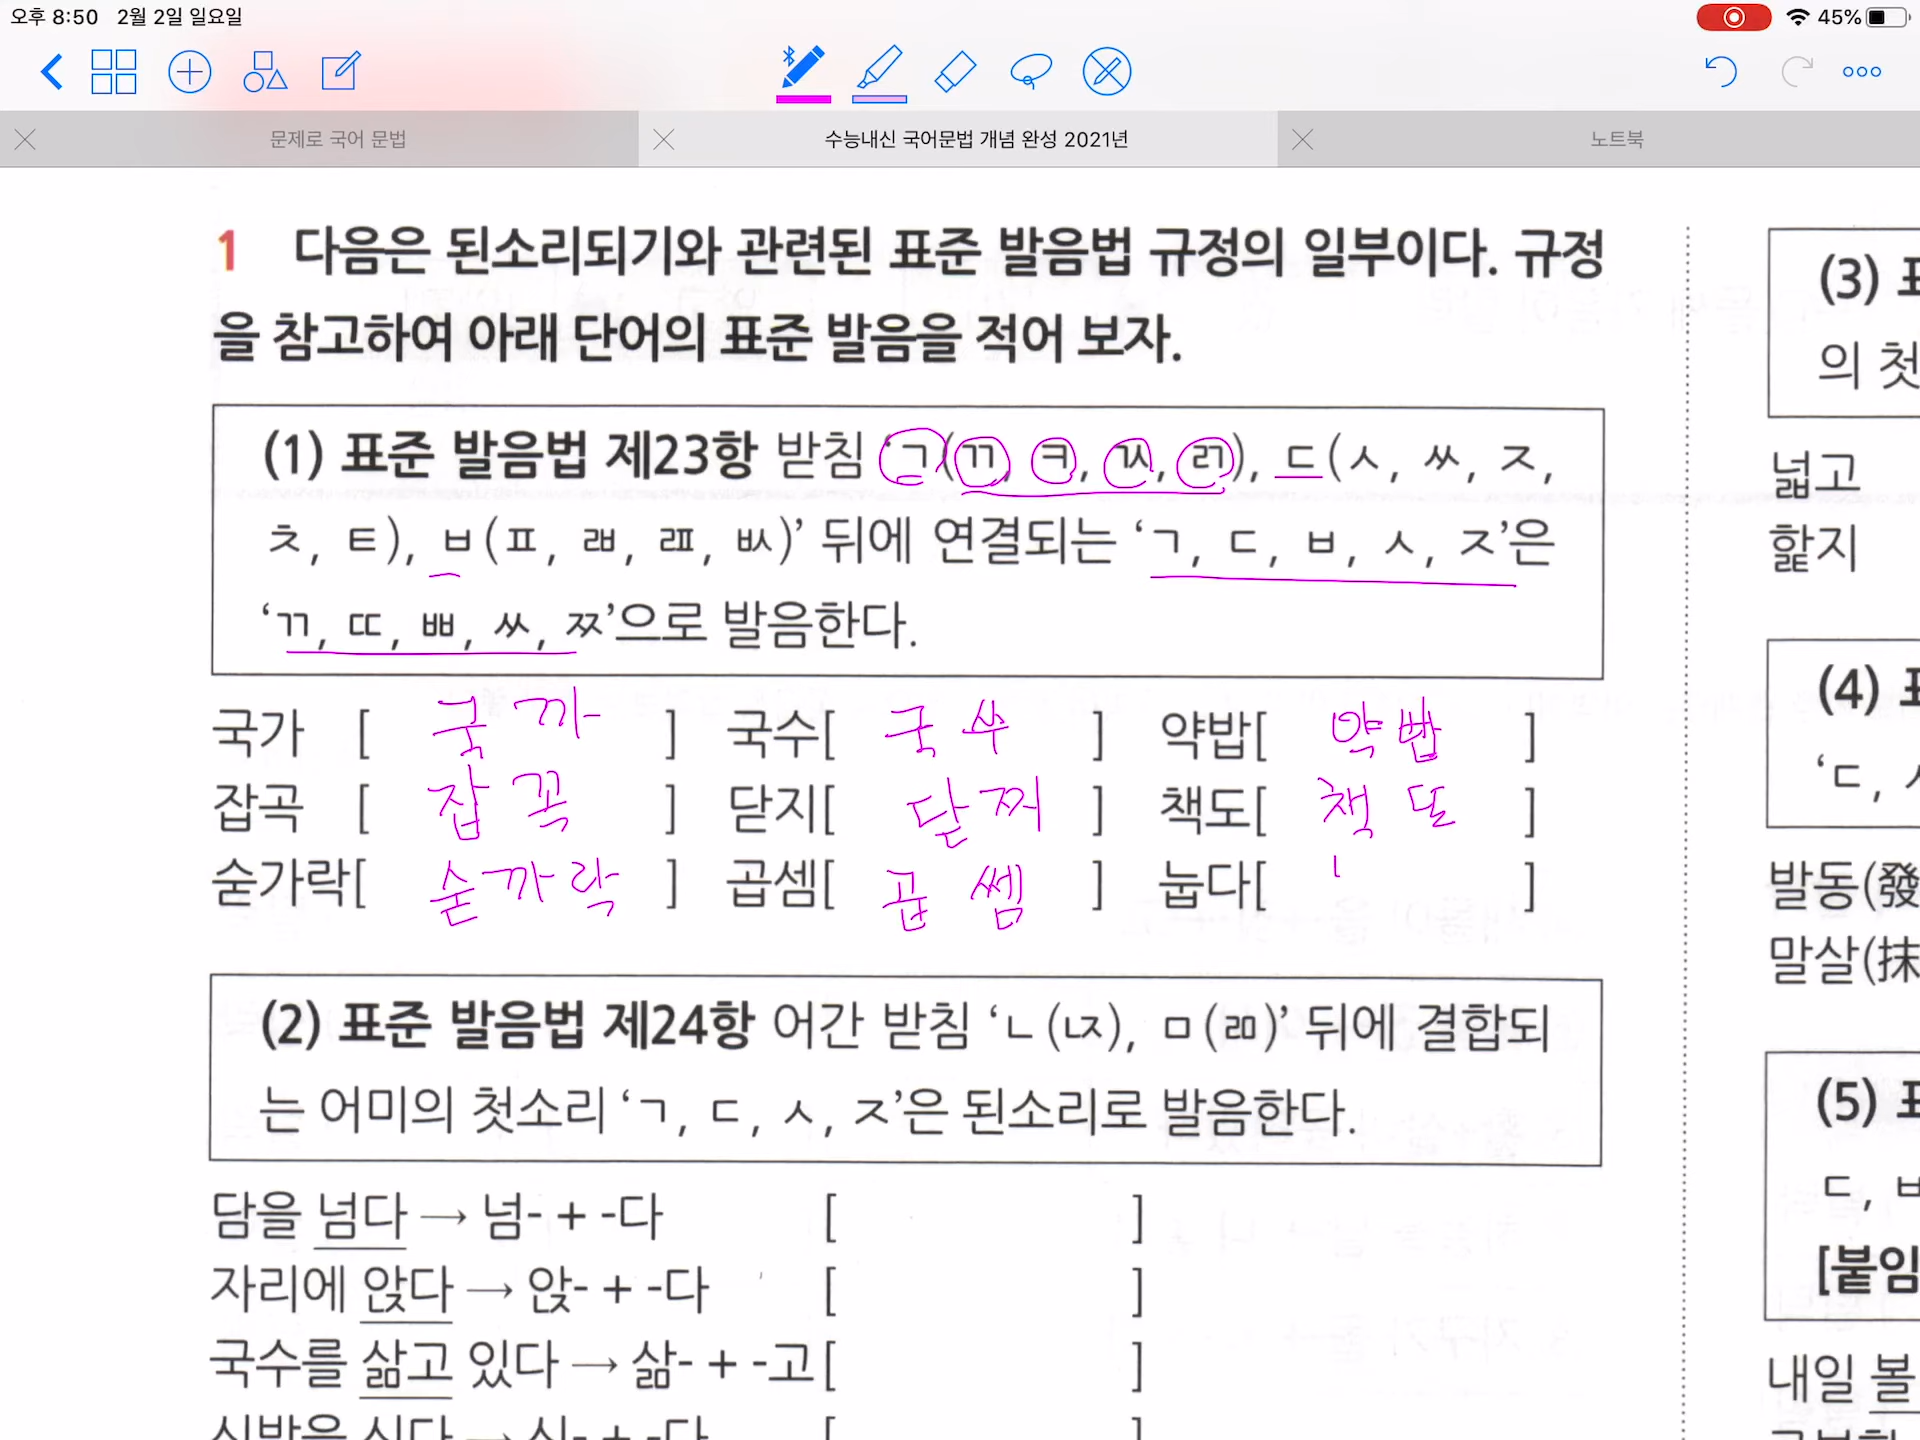 오후 8:50 2월 2일 일요일 45%
문제로 국어 문법 수능내신 국어문법 개념 완성 2021년 노트북
1 다음은 된소리되기와 관련된 표준 발음법 규정의 일부이다. 규정
을 참고하여 아래 단어의 표준 발음을 적어 보자.
(1) 표준 발음법 제23항 받침 ‘ㄱ(ㄲ, ㅋ, ㄳ, ㄺ), ㄷ(ㅅ, ㅆ, ㅈ,
ㅊ, ㅌ), ㅂ(ㅍ, ㄼ, ㄿ, ㅄ)’ 뒤에 연결되는 ‘ㄱ, ㄷ, ㅂ, ㅅ, ㅈ’은
‘ㄲ, ㄸ, ㅃ, ㅆ, ㅉ’으로 발음한다.
국가 [ 국까 ] 국수[ 국쑤 ] 약밥[ 약빱 ]
잡곡 [ 잡꼭 ] 닫지[ 닫찌 ] 책도[ 책또 ]
숟가락[ 숟까락 ] 곱셈[ 곱쎔 ] 눕다[ ]
(2) 표준 발음법 제24항 어간 받침 ‘ㄴ(ㄵ), ㅁ(ㄻ)’ 뒤에 결합되
는 어미의 첫소리 ‘ㄱ, ㄷ, ㅅ, ㅈ’은 된소리로 발음한다.
담을 넘다 → 넘- + -다 [ ]
자리에 앉다 → 앉- + -다 [ ]
국수를 삶고 있다 → 삶- + -고[ ]
신발을 신다 → 신- + -다 [
(3)
의 첫
넓고
핥지
(4)
‘ㄷ,
발동(發
말살(抹
(5)
ㄷ,
[붙임
내일 볼